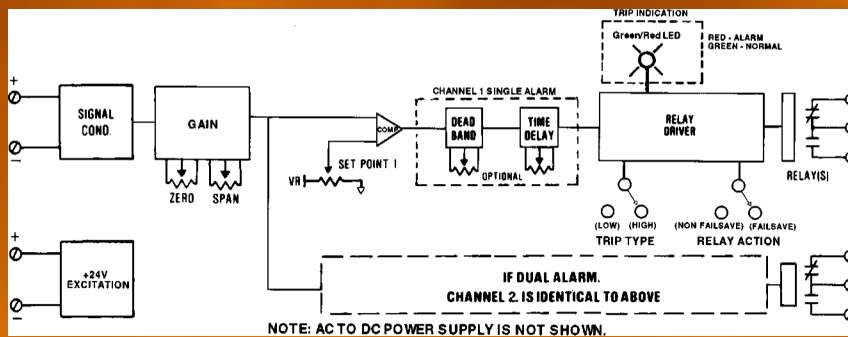 TRIP INDICATION
Green/Red LED
RED - ALARM
GREEN - NORMAL
+
SIGNAL
COND.
−
GAIN
ZERO
SPAN
COMP
SET POINT 1
VR
CHANNEL 1 SINGLE ALARM
DEAD
BAND
TIME
DELAY
OPTIONAL
RELAY
DRIVER
RELAY(S)
(LOW)
(HIGH)
TRIP TYPE
(NON FAILSAVE)
(FAILSAVE)
RELAY ACTION
+
+24V
EXCITATION
−
IF DUAL ALARM.
CHANNEL 2. IS IDENTICAL TO ABOVE
NOTE: AC TO DC POWER SUPPLY IS NOT SHOWN.